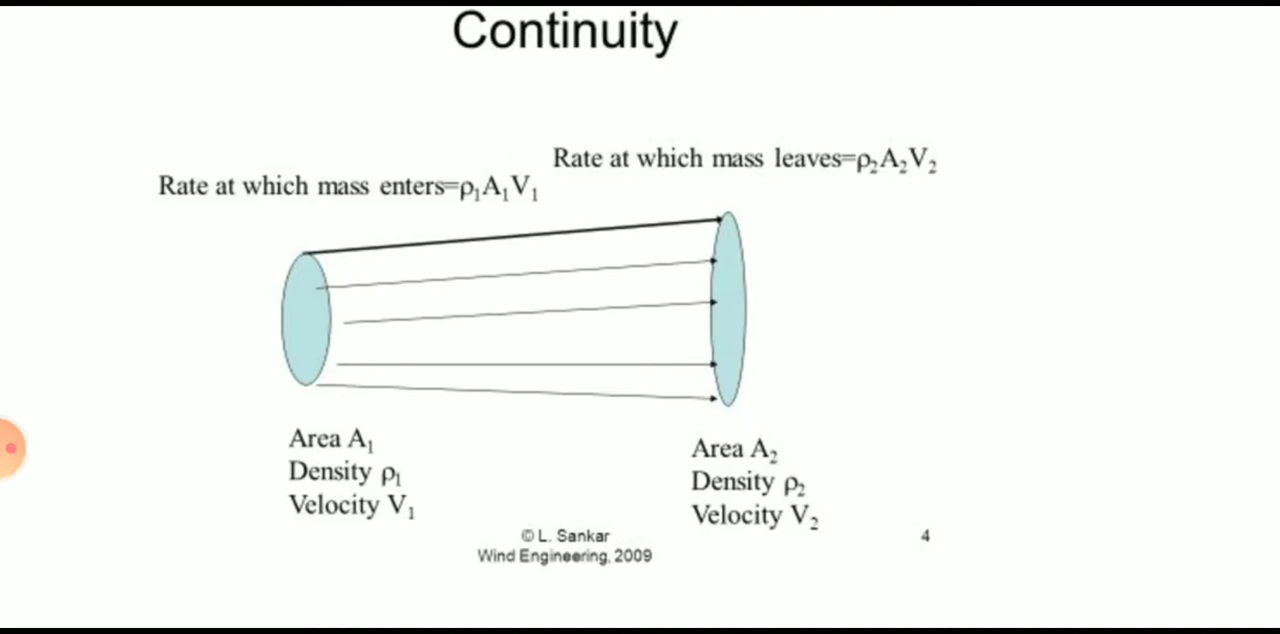 Continuity
Rate at which mass leaves=ρ₂A₂V₂
Rate at which mass enters=ρ₁A₁V₁
Area A₁
Density ρ₁
Velocity V₁
Area A₂
Density ρ₂
Velocity V₂
© L. Sankar
Wind Engineering, 2009
4